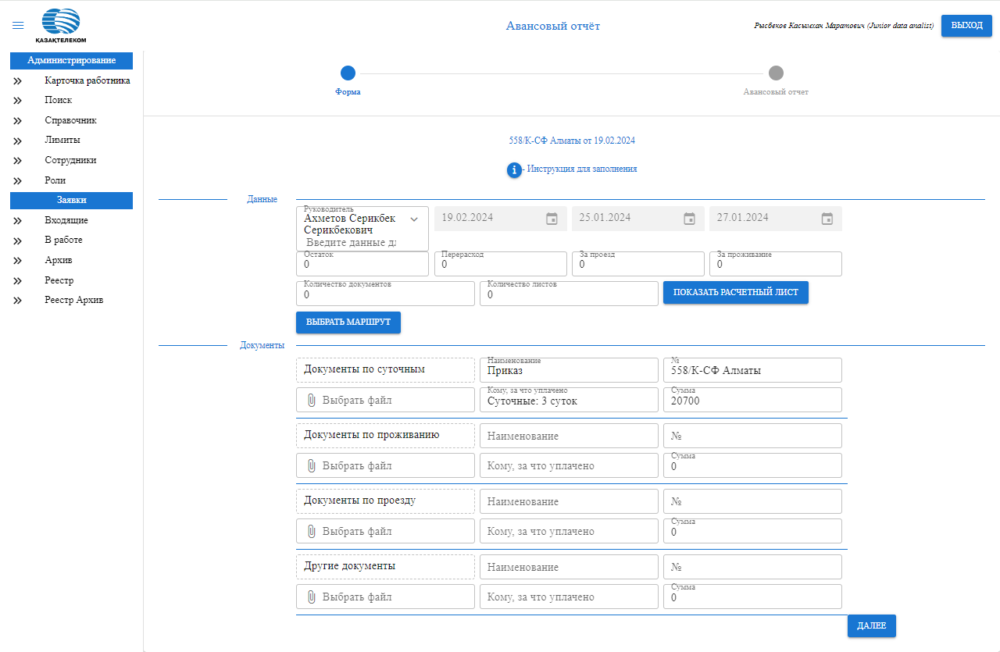 ҚАЗАҚТЕЛЕКОМ
Авансовый отчёт
Рысбеков Касымхан Маратович (Junior data analist)
ВЫХОД
Администрирование
Карточка работника
Поиск
Справочник
Лимиты
Сотрудники
Роли
Заявки
Входящие
В работе
Архив
Реестр
Реестр Архив
Форма
Авансовый отчет
558/К-СФ Алматы от 19.02.2024
- Инструкция для заполнения
Данные
Руководитель
Ахметов Серикбек
Серикбекович
Введите данные дл
19.02.2024
25.01.2024
27.01.2024
Остаток
0
Перерасход
0
За проезд
0
За проживание
0
Количество документов
0
Количество листов
0
ПОКАЗАТЬ РАСЧЕТНЫЙ ЛИСТ
ВЫБРАТЬ МАРШРУТ
Документы
Документы по суточным
Наименование
Приказ
№
558/К-СФ Алматы
Выбрать файл
Кому, за что уплачено
Суточные: 3 суток
Сумма
20700
Документы по проживанию
Наименование
№
Выбрать файл
Кому, за что уплачено
Сумма
0
Документы по проезду
Наименование
№
Выбрать файл
Кому, за что уплачено
Сумма
0
Другие документы
Наименование
№
Выбрать файл
Кому, за что уплачено
Сумма
0
ДАЛЕЕ